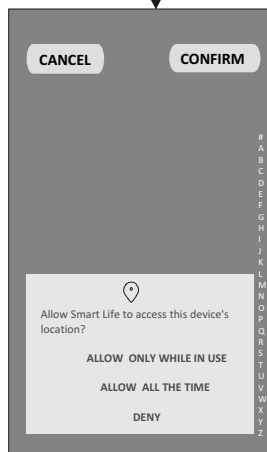 CANCEL
CONFIRM
#
A
B
C
D
E
F
G
H
I
J
K
L
M
N
O
P
Q
R
S
T
U
V
W
X
Y
Z
Allow Smart Life to access this device's
location?
ALLOW ONLY WHILE IN USE
ALLOW ALL THE TIME
DENY